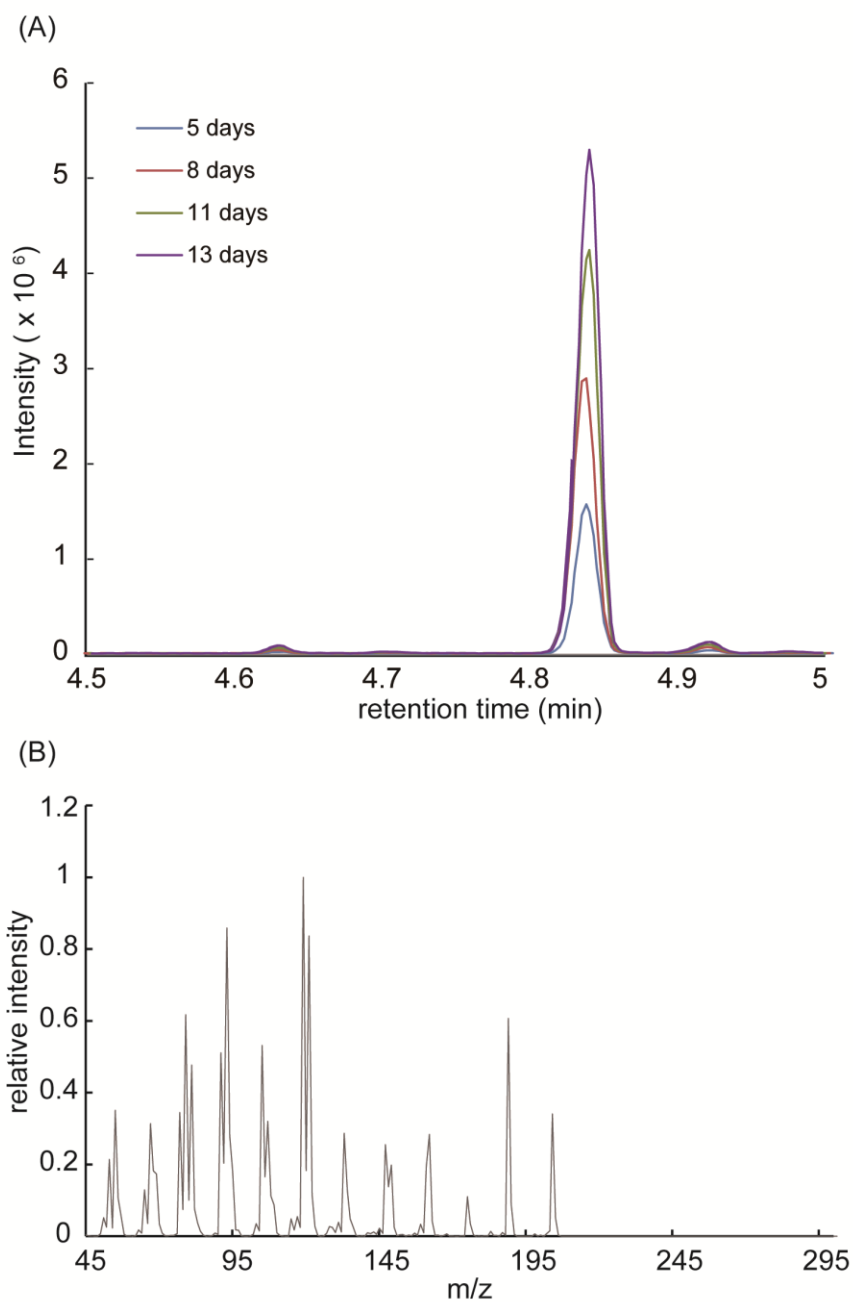 (A)
6
5
4
3
2
1
0
Intensity ( x 10 6 )
5 days
8 days
11 days
13 days
4.5 4.6 4.7 4.8 4.9 5
retention time (min)
(B)
1.2
1
0.8
0.6
0.4
0.2
0
relative intensity
45 95 145 195 245 295
m/z